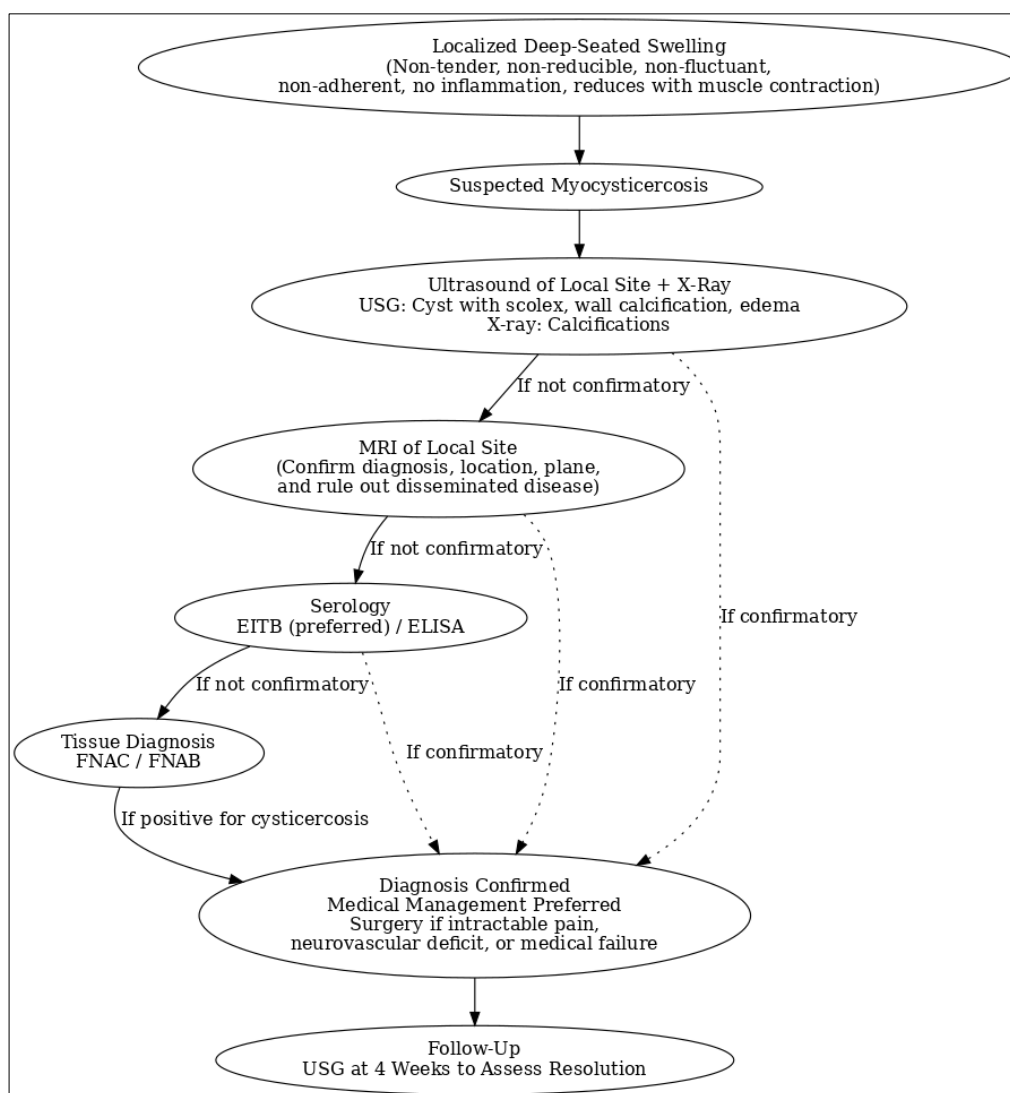 Localized Deep-Seated Swelling
(Non-tender, non-reducible, non-fluctuant,
non-adherent, no inflammation, reduces with muscle contraction)
Suspected Myocysticercosis
Ultrasound of Local Site + X-Ray
USG: Cyst with scolex, wall calcification, edema
X-ray: Calcifications
If not confirmatory
MRI of Local Site
(Confirm diagnosis, location, plane,
and rule out disseminated disease)
If not confirmatory
Serology
EITB (preferred) / ELISA
If confirmatory
If not confirmatory
If confirmatory
Tissue Diagnosis
FNAC / FNAB
If confirmatory
If positive for cysticercosis
Diagnosis Confirmed
Medical Management Preferred
Surgery if intractable pain,
neurovascular deficit, or medical failure
Follow-Up
USG at 4 Weeks to Assess Resolution